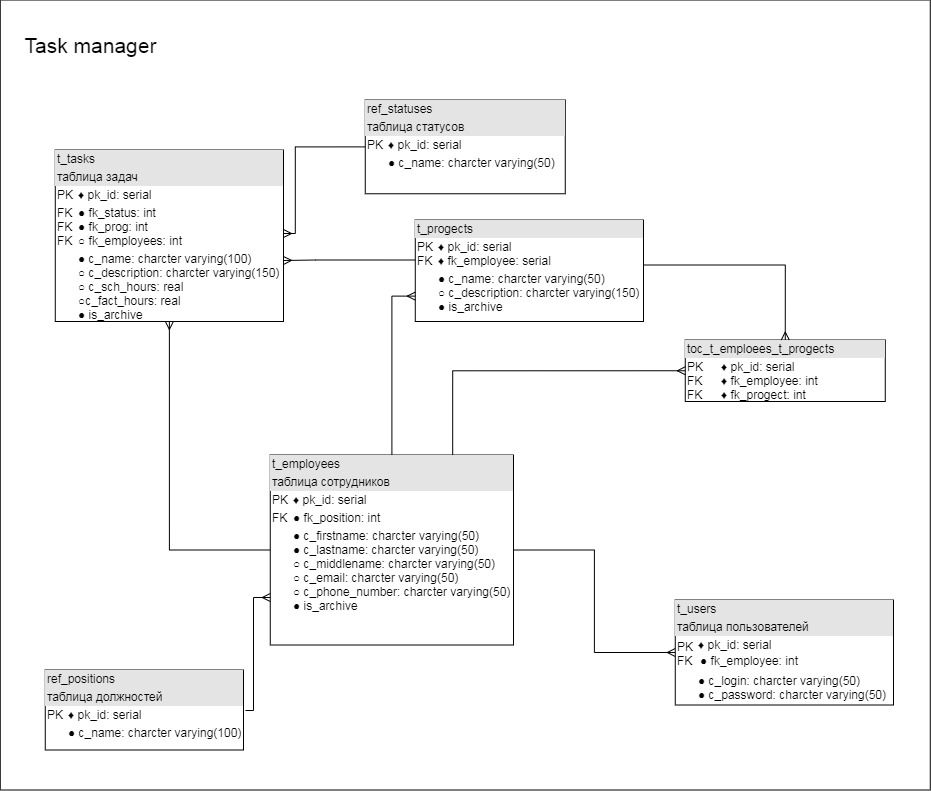 Task manager
ref_statuses
таблица статусов
PK ♦ pk_id: serial
● c_name: charcter varying(50)
t_tasks
таблица задач
PK ♦ pk_id: serial
FK ● fk_status: int
FK ● fk_prog: int
FK ○ fk_employees: int
● c_name: charcter varying(100)
○ c_description: charcter varying(150)
○ c_sch_hours: real
○c_fact_hours: real
● is_archive
t_progects
PK ♦ pk_id: serial
FK ♦ fk_employee: serial
● c_name: charcter varying(50)
○ c_description: charcter varying(150)
● is_archive
toc_t_emploees_t_progects
PK ♦ pk_id: serial
FK ♦ fk_employee: int
FK ♦ fk_progect: int
t_employees
таблица сотрудников
PK ♦ pk_id: serial
FK ● fk_position: int
● c_firstname: charcter varying(50)
● c_lastname: charcter varying(50)
○ c_middlename: charcter varying(50)
○ c_email: charcter varying(50)
○ c_phone_number: charcter varying(50)
● is_archive
t_users
таблица пользователей
PK ♦ pk_id: serial
FK ● fk_employee: int
● c_login: charcter varying(50)
● c_password: charcter varying(50)
ref_positions
таблица должностей
PK ♦ pk_id: serial
● c_name: charcter varying(100)